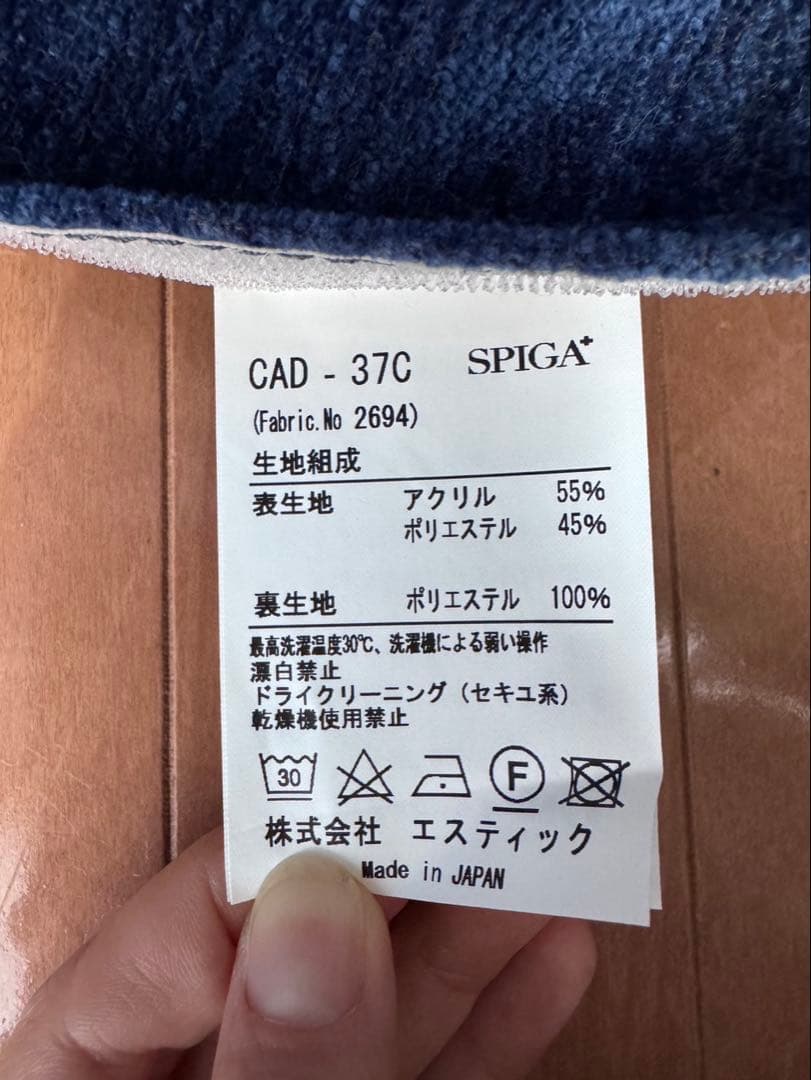 CAD - 37C SPIGA+
(Fabric.No 2694)
生地組成
表生地 アクリル 55%
ポリエステル 45%
裏生地 ポリエステル 100%
最高洗濯温度30℃、洗濯機による弱い操作
漂白禁止
ドライクリーニング（セキユ系）
乾燥機使用禁止
30 F
株式会社 エスティック
Made in JAPAN